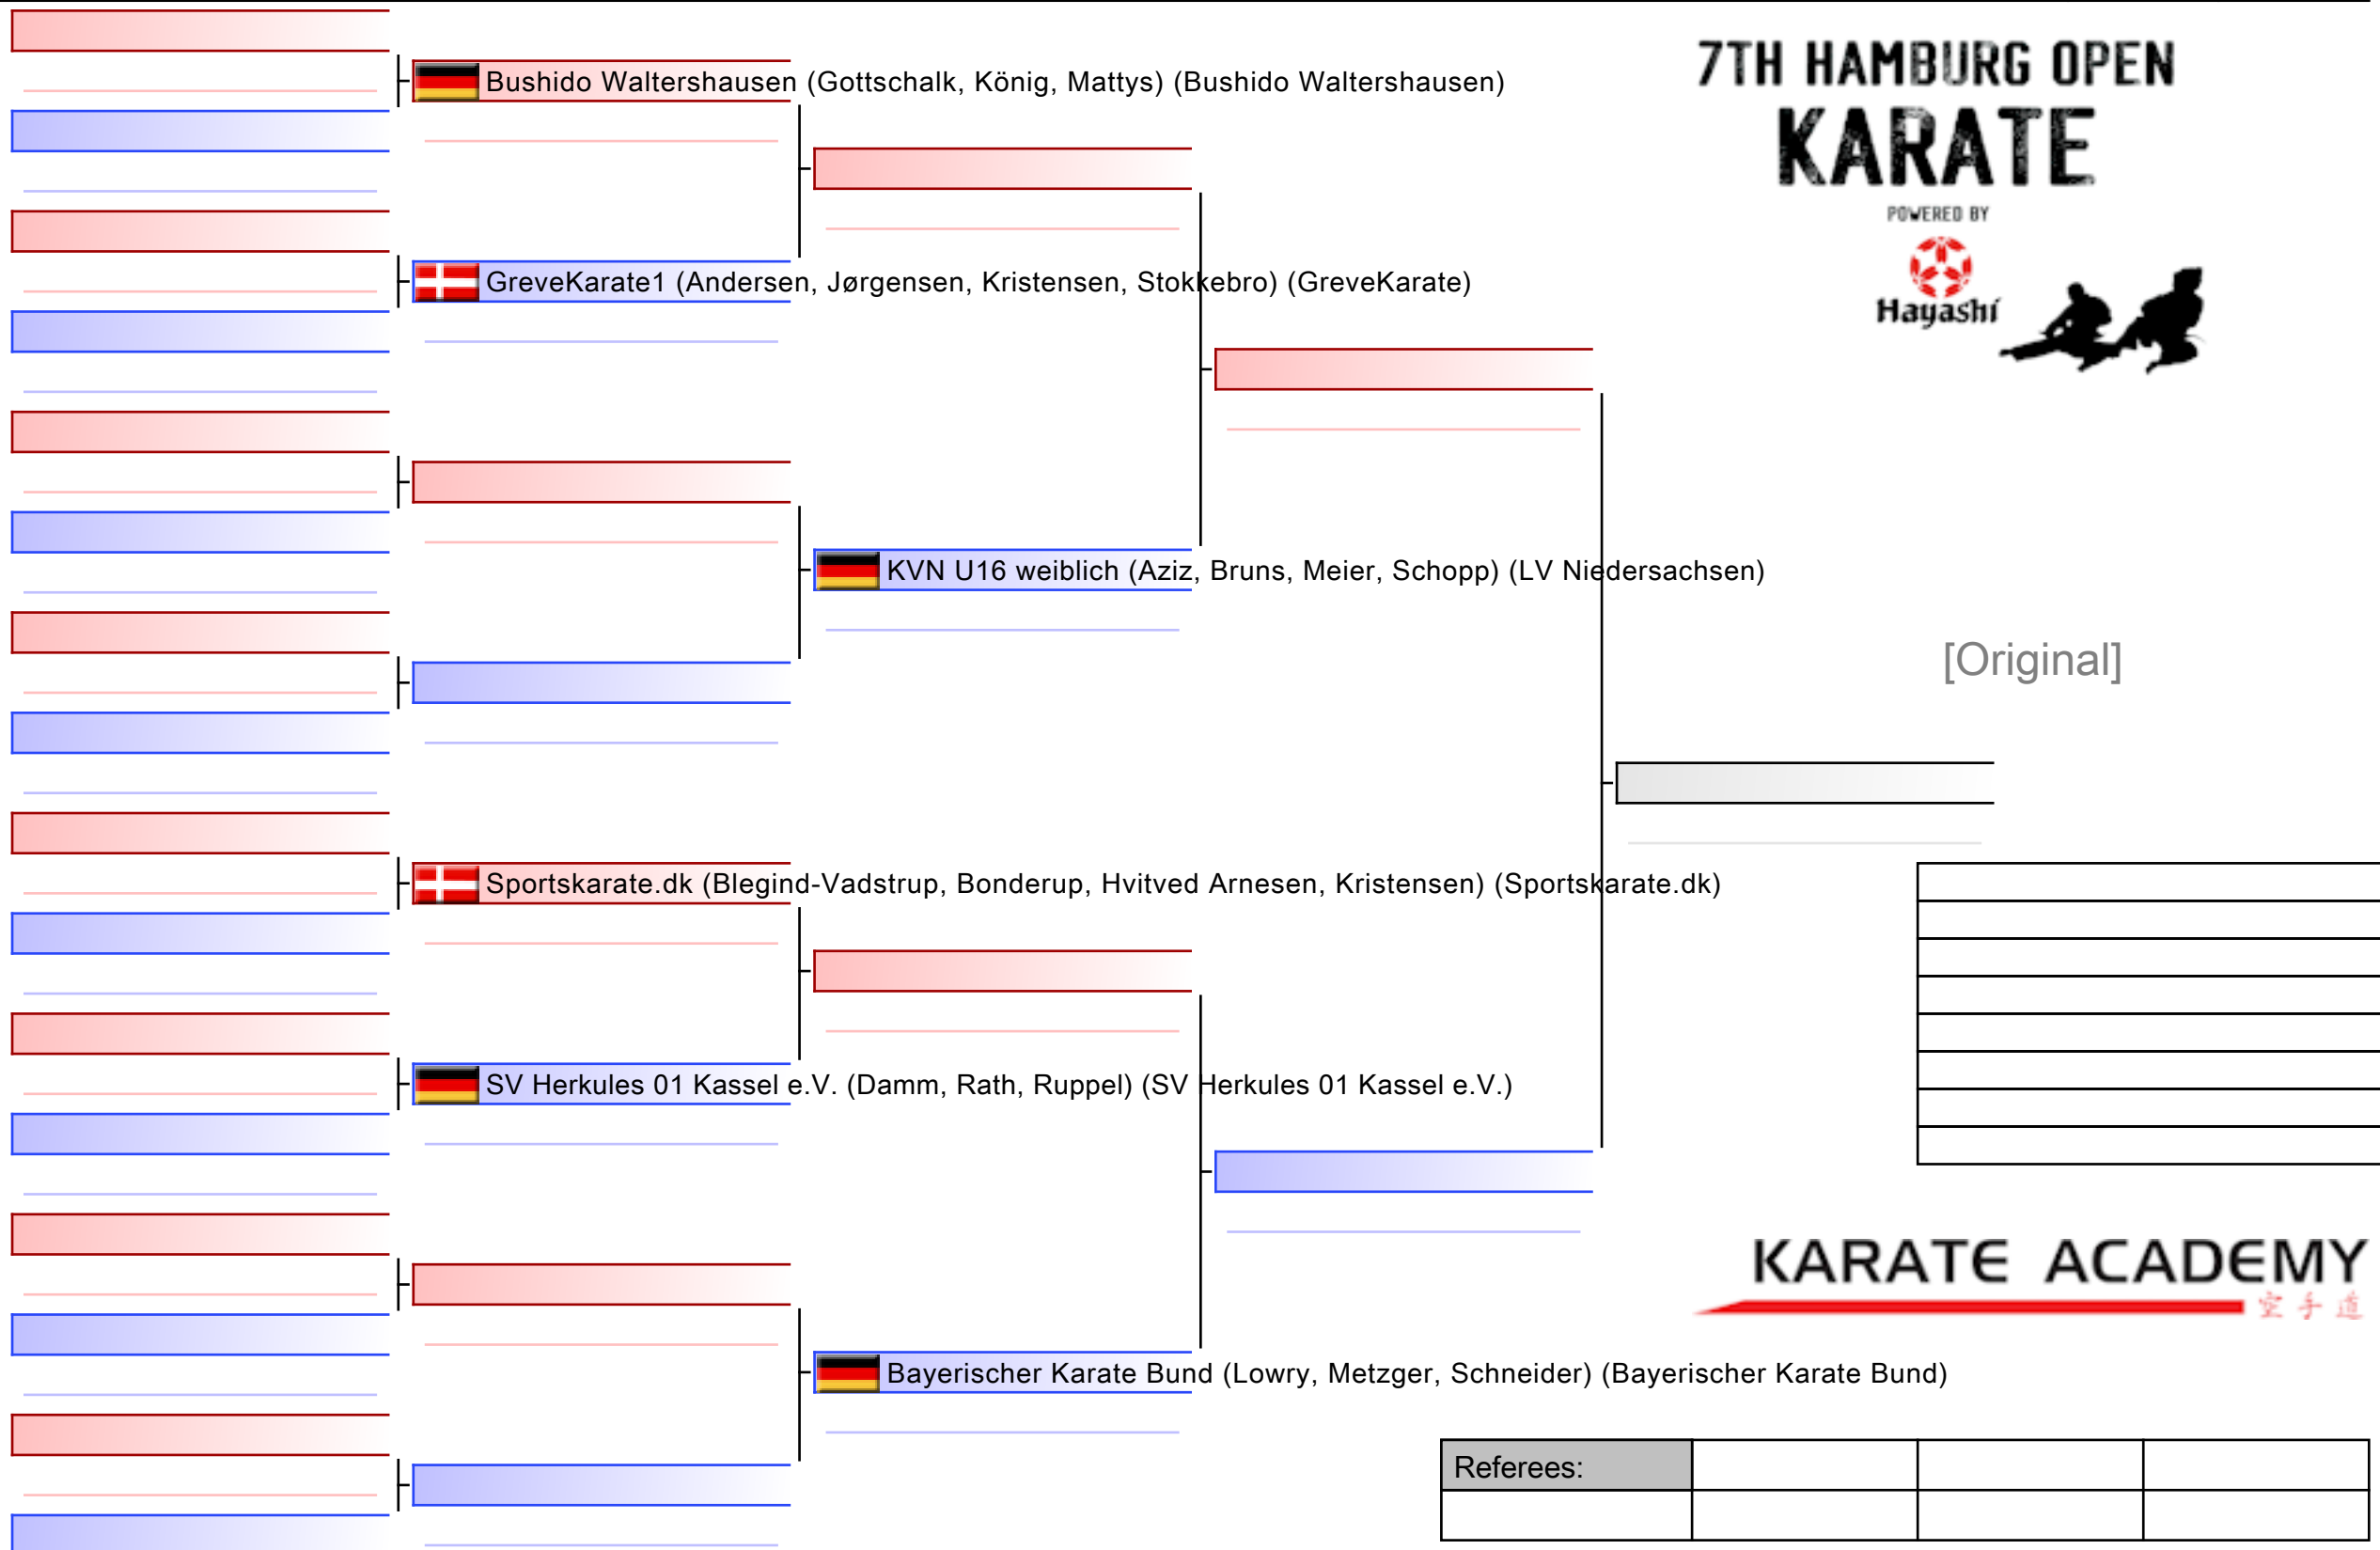 7TH HAMBURG OPEN
KARATE
POWERED BY
Hayashi
Bushido Waltershausen (Gottschalk, König, Mattys) (Bushido Waltershausen)
GreveKarate1 (Andersen, Jørgensen, Kristensen, Stokkebro) (GreveKarate)
KVN U16 weiblich (Aziz, Bruns, Meier, Schopp) (LV Niedersachsen)
[Original]
Sportskarate.dk (Blegind-Vadstrup, Bonderup, Hvitved Arnesen, Kristensen) (Sportskarate.dk)
SV Herkules 01 Kassel e.V. (Damm, Rath, Ruppel) (SV Herkules 01 Kassel e.V.)
KARATE ACADEMY
空手道
Bayerischer Karate Bund (Lowry, Metzger, Schneider) (Bayerischer Karate Bund)
Referees: